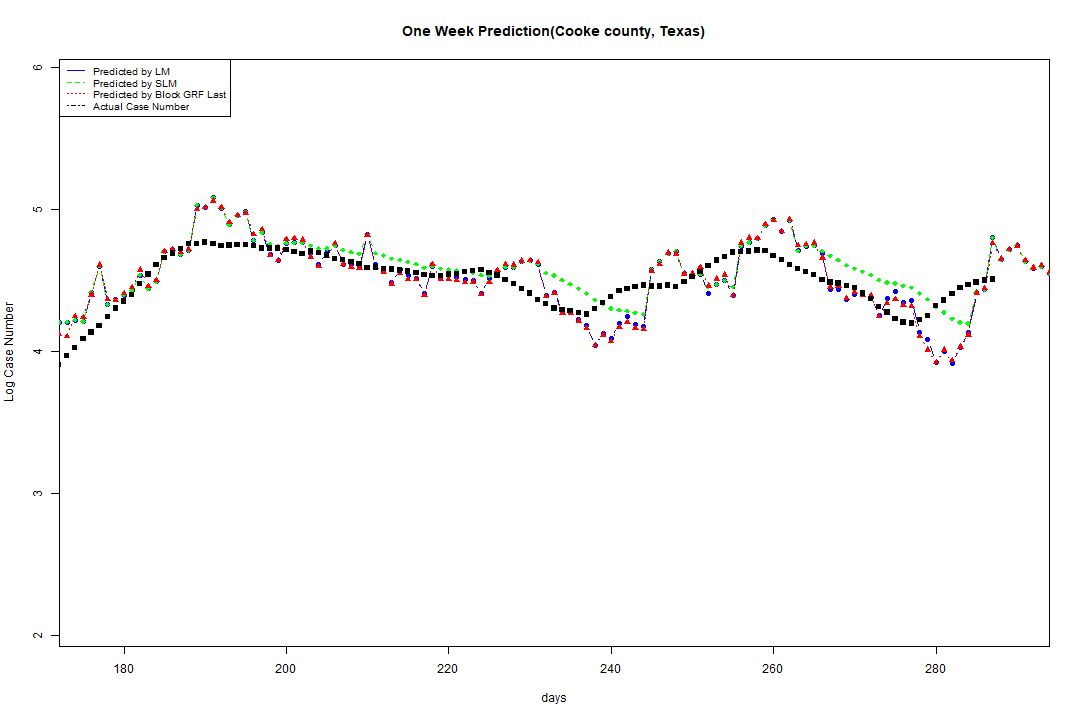 One Week Prediction(Cooke county, Texas)
Predicted by LM
Predicted by SLM
Predicted by Block GRF Last
Actual Case Number
6
5
4
3
2
Log Case Number
180 200 220 240 260 280
days